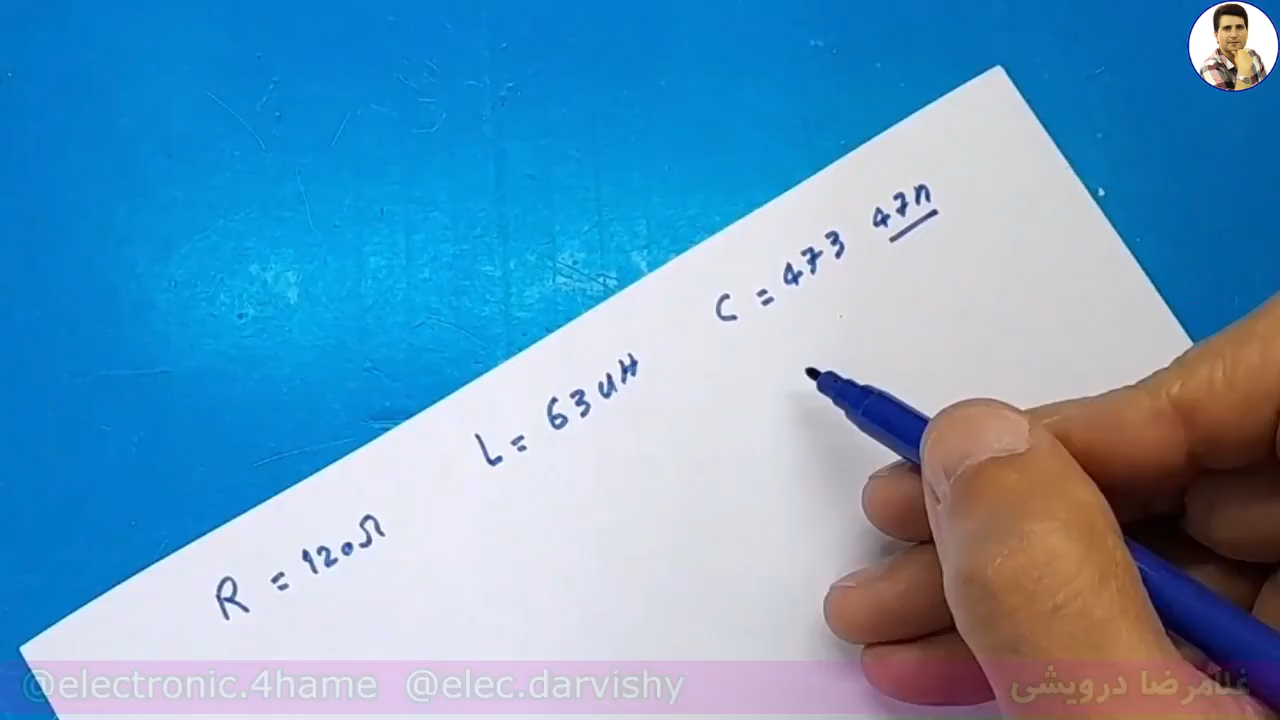 R = 120Ω
L = 63uH
C = 473 47n
@electronic.4hame @elec.darvishy
غلامرضا درویشی